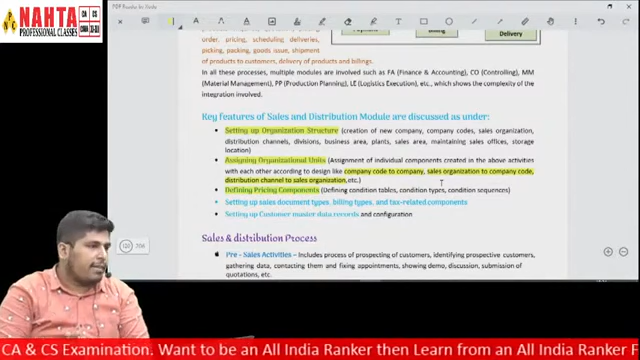 NAHTA
PROFESSIONAL CLASSES
CA & CS
PDF Reader
order, pricing, scheduling deliveries,
picking, packing, goods issue, shipment
of products to customers, delivery of products and billings.
Billing
Delivery
In all these processes, multiple modules are involved such as FA (Finance & Accounting), CO (Controlling), MM
(Material Management), PP (Production Planning), LE (Logistics Execution), etc., which shows the complexity of the
integration involved.
Key features of Sales and Distribution Module are discussed as under:
• Setting up Organization Structure (creation of new company, company codes, sales organization,
distribution channels, divisions, business area, plants, sales area, maintaining sales offices, storage
location)
• Assigning Organizational Units (Assignment of individual components created in the above activities
with each other according to design like company code to company, sales organization to company code,
distribution channel to sales organization, etc.)
• Defining Pricing Components (Defining condition tables, condition types, condition sequences)
• Setting up sales document types, billing types, and tax-related components
• Setting up Customer master data records and configuration
Sales & distribution Process
Pre - Sales Activities – Includes process of prospecting of customers, identifying prospective customers,
gathering data, contacting them and fixing appointments, showing demo, discussion, submission of
quotations, etc.
CA & CS Examination. Want to be an All India Ranker then Learn from an All India Ranker F